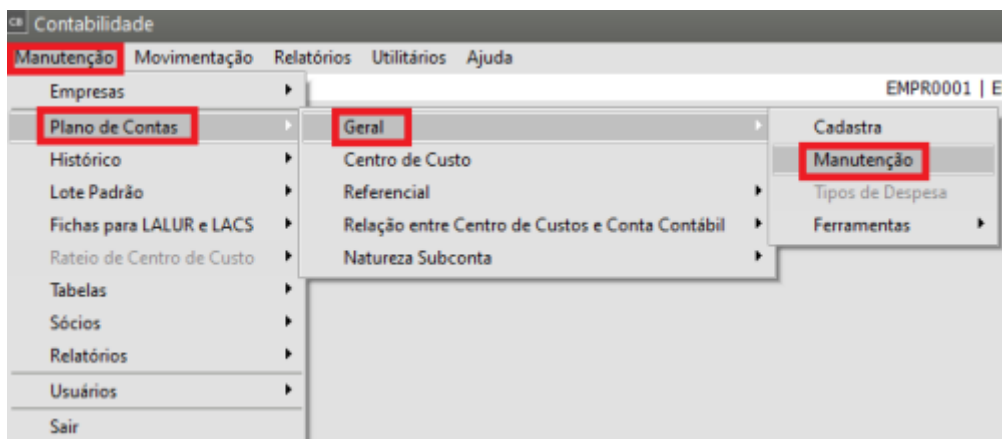 CB Contabilidade
Manutenção Movimentação Relatórios Utilitários Ajuda
Empresas
EMPR0001 | E
Plano de Contas
Geral
Cadastra
Histórico
Centro de Custo
Manutenção
Lote Padrão
Referencial
Tipos de Despesa
Fichas para LALUR e LACS
Relação entre Centro de Custos e Conta Contábil
Ferramentas
Rateio de Centro de Custo
Natureza Subconta
Tabelas
Sócios
Relatórios
Usuários
Sair